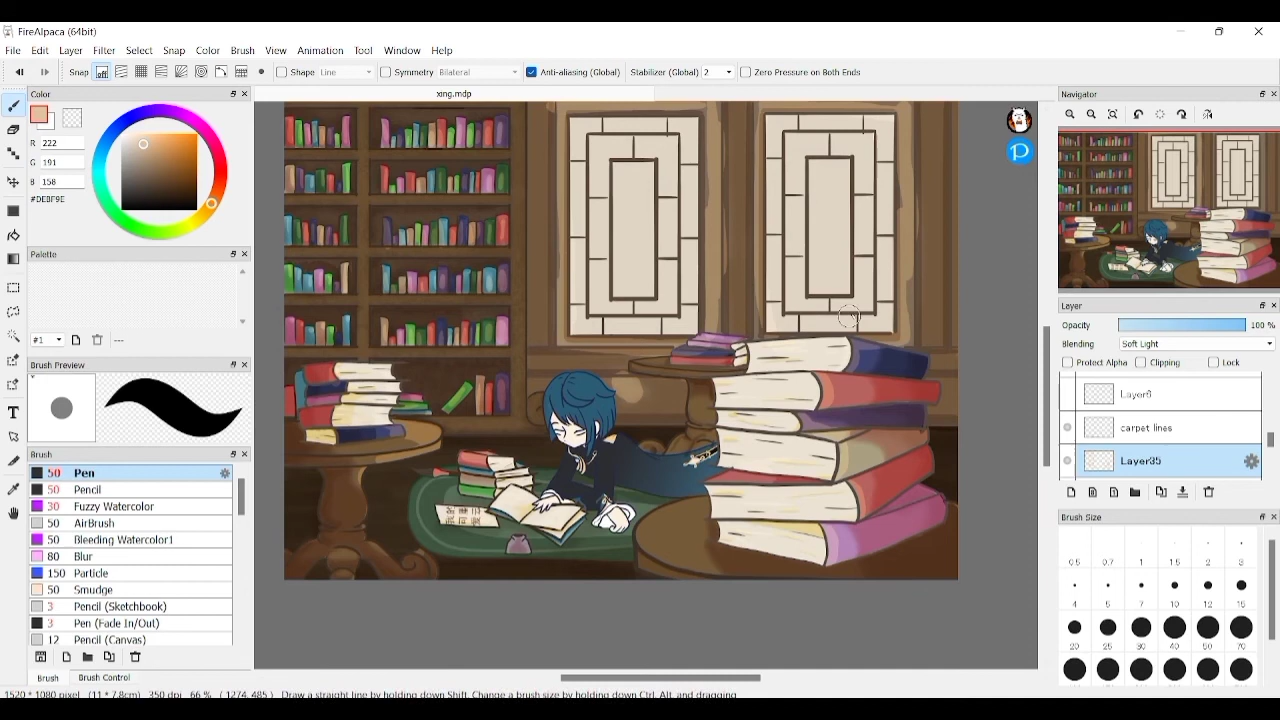 FireAlpaca (64bit)
File Edit Layer Filter Select Snap Color Brush View Animation Tool Window Help
Snap Shape Line Symmetry Bilateral Anti-aliasing (Global) Stabilizer (Global) 2 Zero Pressure on Both Ends
Color
xing.mdp
Navigator
R 222
G 191
B 158
#DEBF9E
Palette
#1 ---
Brush Preview
Brush
50 Pen
50 Pencil
30 Fuzzy Watercolor
50 AirBrush
50 Bleeding Watercolor1
80 Blur
150 Particle
50 Smudge
3 Pencil (Sketchbook)
3 Pen (Fade In/Out)
12 Pencil (Canvas)
Brush Brush Control
Layer
Opacity 100 %
Blending Soft Light
Protect Alpha Clipping Lock
Layer6
carpet lines
Layer35
Brush Size
0.5 0.7 1 1.5 2 3
4 5 7 10 12 15
20 25 30 40 50 70
1520 * 1080 pixel (11 * 7.8cm) 350 dpi 66 % ( 1274, 485 ) Draw a straight line by holding down Shift, Change a brush size by holding down Ctrl, Alt, and dragging